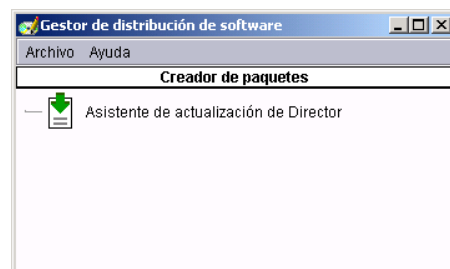 Gestor de distribución de software
Archivo Ayuda
Creador de paquetes
Asistente de actualización de Director